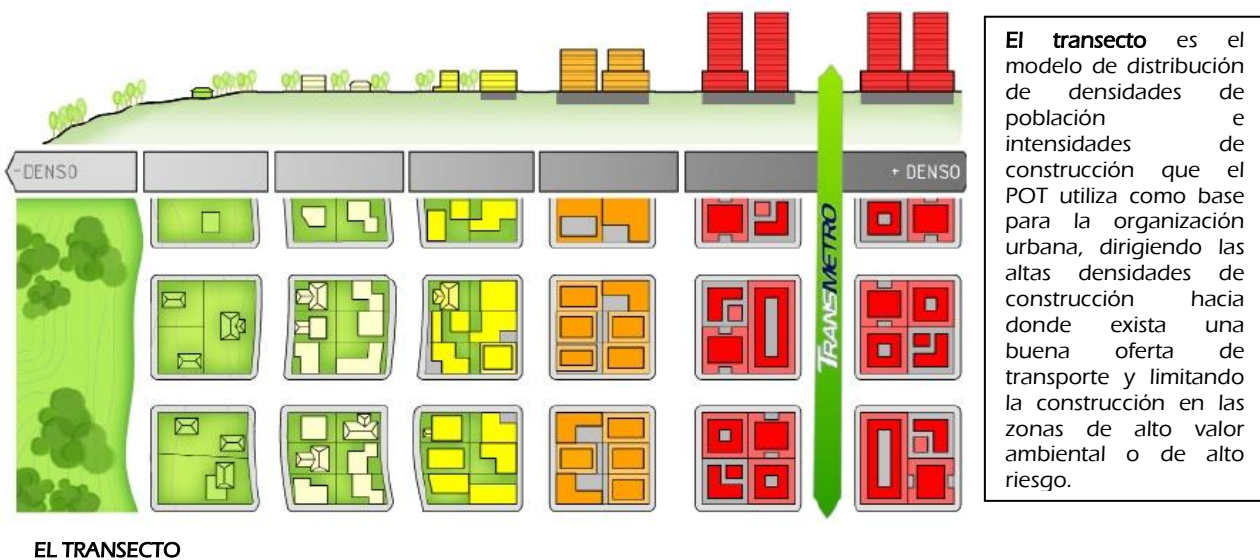 -DENSO
+ DENSO
TRANSMETRO
El transecto es el
modelo de distribución
de densidades de
población e
intensidades de
construcción que el
POT utiliza como base
para la organización
urbana, dirigiendo las
altas densidades de
construcción hacia
donde exista una
buena oferta de
transporte y limitando
la construcción en las
zonas de alto valor
ambiental o de alto
riesgo.
EL TRANSECTO